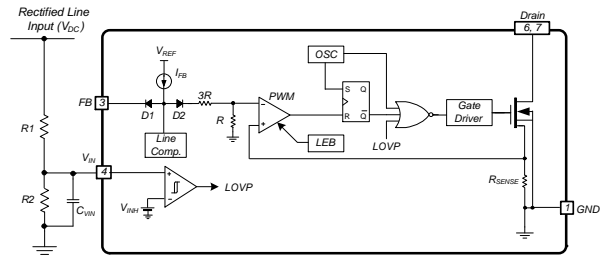 Rectified Line
Input (VDC)
Drain
6, 7
VREF
OSC
IFB
3R
PWM
S Q
FB 3
D1 D2
R
R Q
Gate
Driver
R1
Line
Comp.
LEB
LOVP
VIN
4
RSENSE
R2
CVIN
LOVP
VINH
1 GND